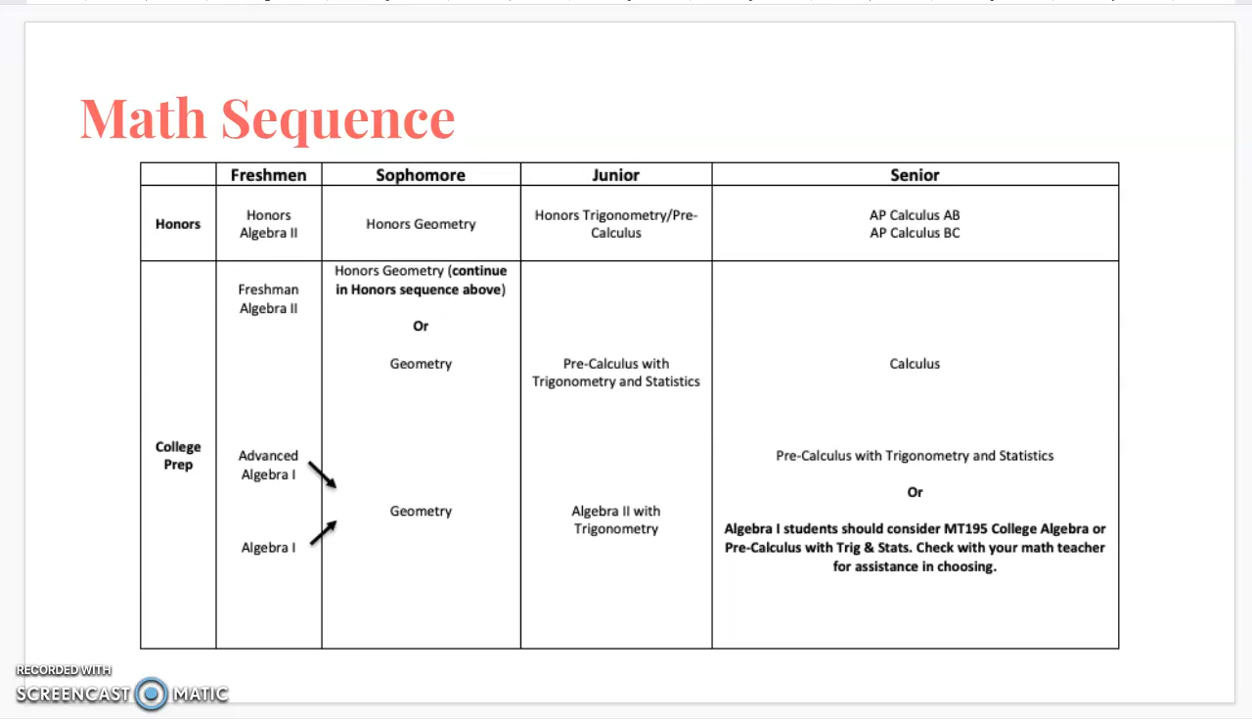 Math Sequence
Freshmen Sophomore Junior Senior
Honors
Honors
Algebra II
Honors Geometry
Honors Trigonometry/Pre-
Calculus
AP Calculus AB
AP Calculus BC
College
Prep
Freshman
Algebra II
Honors Geometry (continue
in Honors sequence above)
Or
Geometry
Pre-Calculus with
Trigonometry and Statistics
Calculus
Advanced
Algebra I
Algebra I
Geometry
Algebra II with
Trigonometry
Pre-Calculus with Trigonometry and Statistics
Or
Algebra I students should consider MT195 College Algebra or
Pre-Calculus with Trig & Stats. Check with your math teacher
for assistance in choosing.
RECORDED WITH
SCREENCAST MATIC